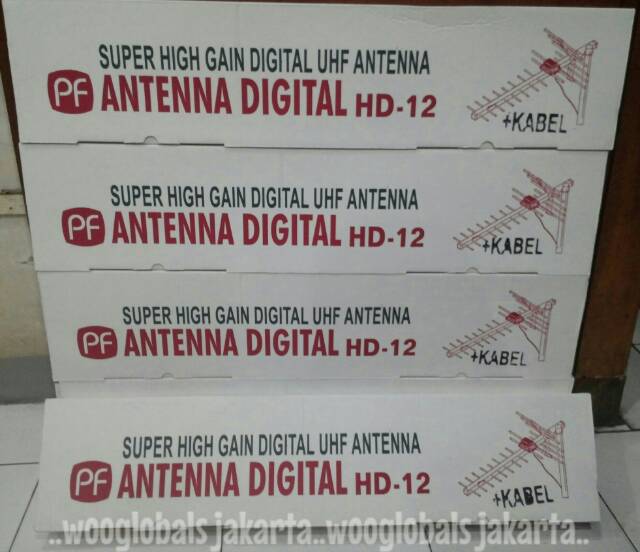 SUPER HIGH GAIN DIGITAL UHF ANTENNA
PF ANTENNA DIGITAL HD-12
+KABEL
SUPER HIGH GAIN DIGITAL UHF ANTENNA
PF ANTENNA DIGITAL HD-12
+KABEL
SUPER HIGH GAIN DIGITAL UHF ANTENNA
PF ANTENNA DIGITAL HD-12
+KABEL
SUPER HIGH GAIN DIGITAL UHF ANTENNA
PF ANTENNA DIGITAL HD-12
+KABEL
..wooglobals jakarta..wooglobals jakarta..